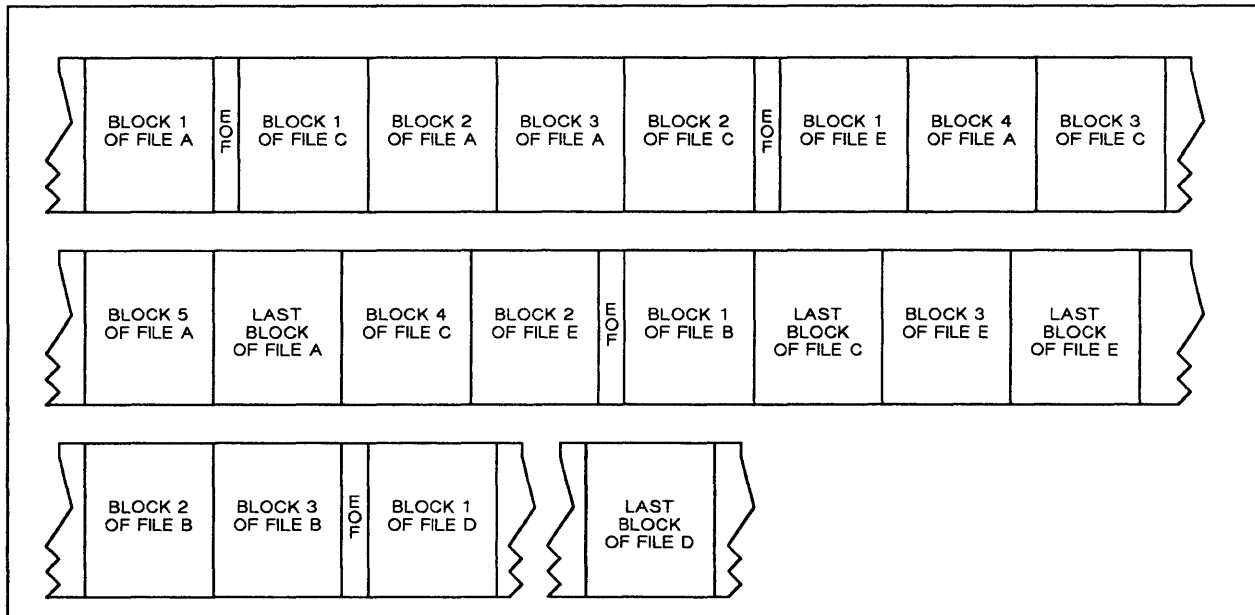 BLOCK 1
OF FILE A
EOF
BLOCK 1
OF FILE C
BLOCK 2
OF FILE A
BLOCK 3
OF FILE A
BLOCK 2
OF FILE C
EOF
BLOCK 1
OF FILE E
BLOCK 4
OF FILE A
BLOCK 3
OF FILE C
BLOCK 5
OF FILE A
LAST
BLOCK
OF FILE A
BLOCK 4
OF FILE C
BLOCK 2
OF FILE E
EOF
BLOCK 1
OF FILE B
LAST
BLOCK
OF FILE C
BLOCK 3
OF FILE E
LAST
BLOCK
OF FILE E
BLOCK 2
OF FILE B
BLOCK 3
OF FILE B
EOF
BLOCK 1
OF FILE D
LAST
BLOCK
OF FILE D